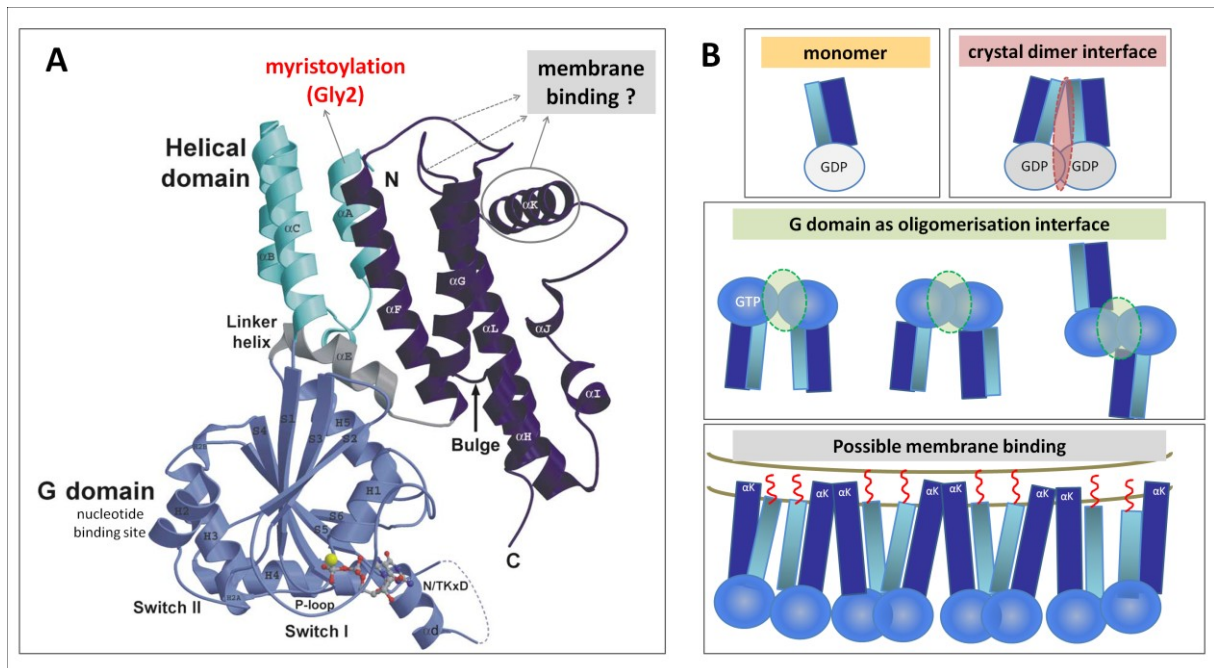 A
myristoylation
(Gly2)
membrane
binding ?
Helical
domain
N
αK
αA
αC
αB
αG
αF
αL
αJ
Linker
helix
αE
αI
Bulge
αH
S4
S1
S3
S2
H5
H2B
G domain
nucleotide
binding site
H1
H2
H3
S6
S5
H4
H2A
C
N/TKxD
P-loop
Switch II
Switch I
αd
B
monomer
GDP
crystal dimer interface
GDP GDP
G domain as oligomerisation interface
GTP
Possible membrane binding
αK αK αK αK αK αK